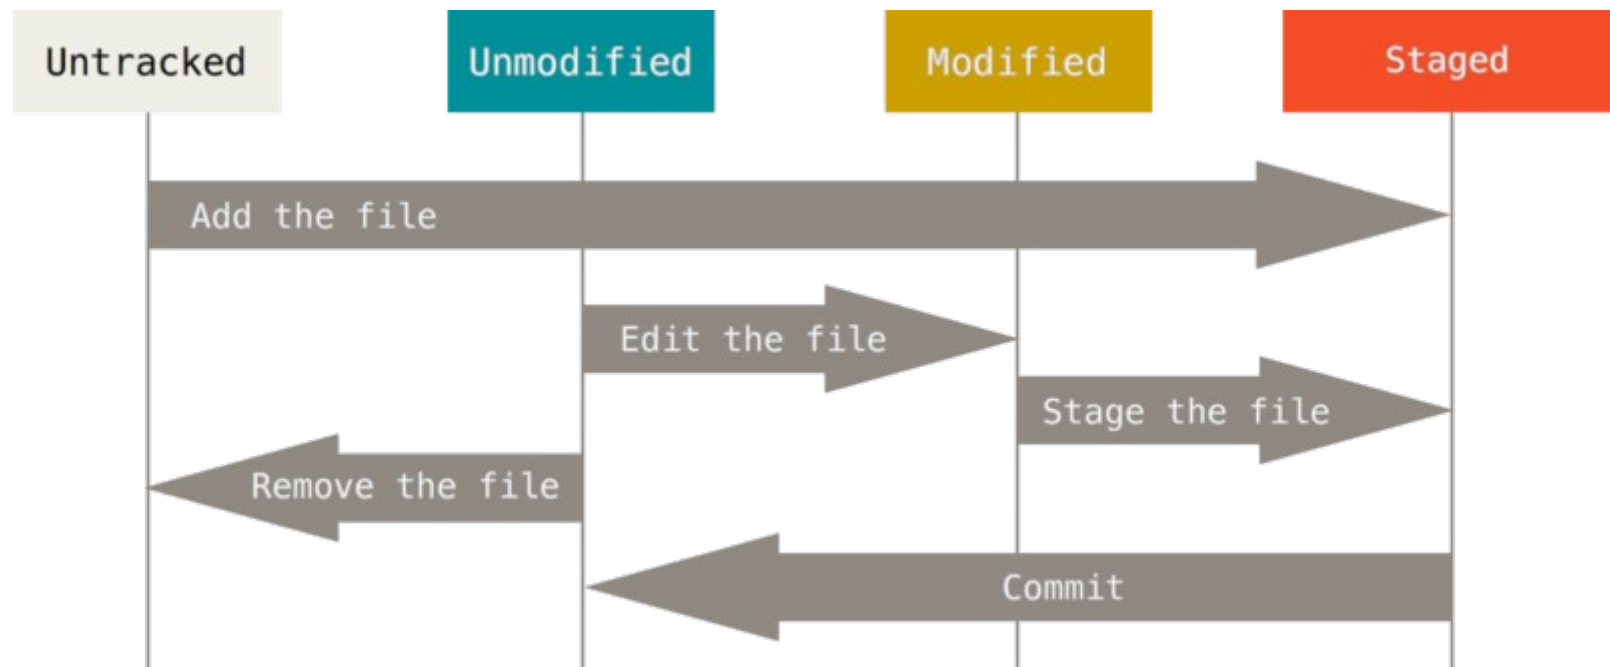 Untracked
Unmodified
Modified
Staged
Add the file
Edit the file
Stage the file
Remove the file
Commit